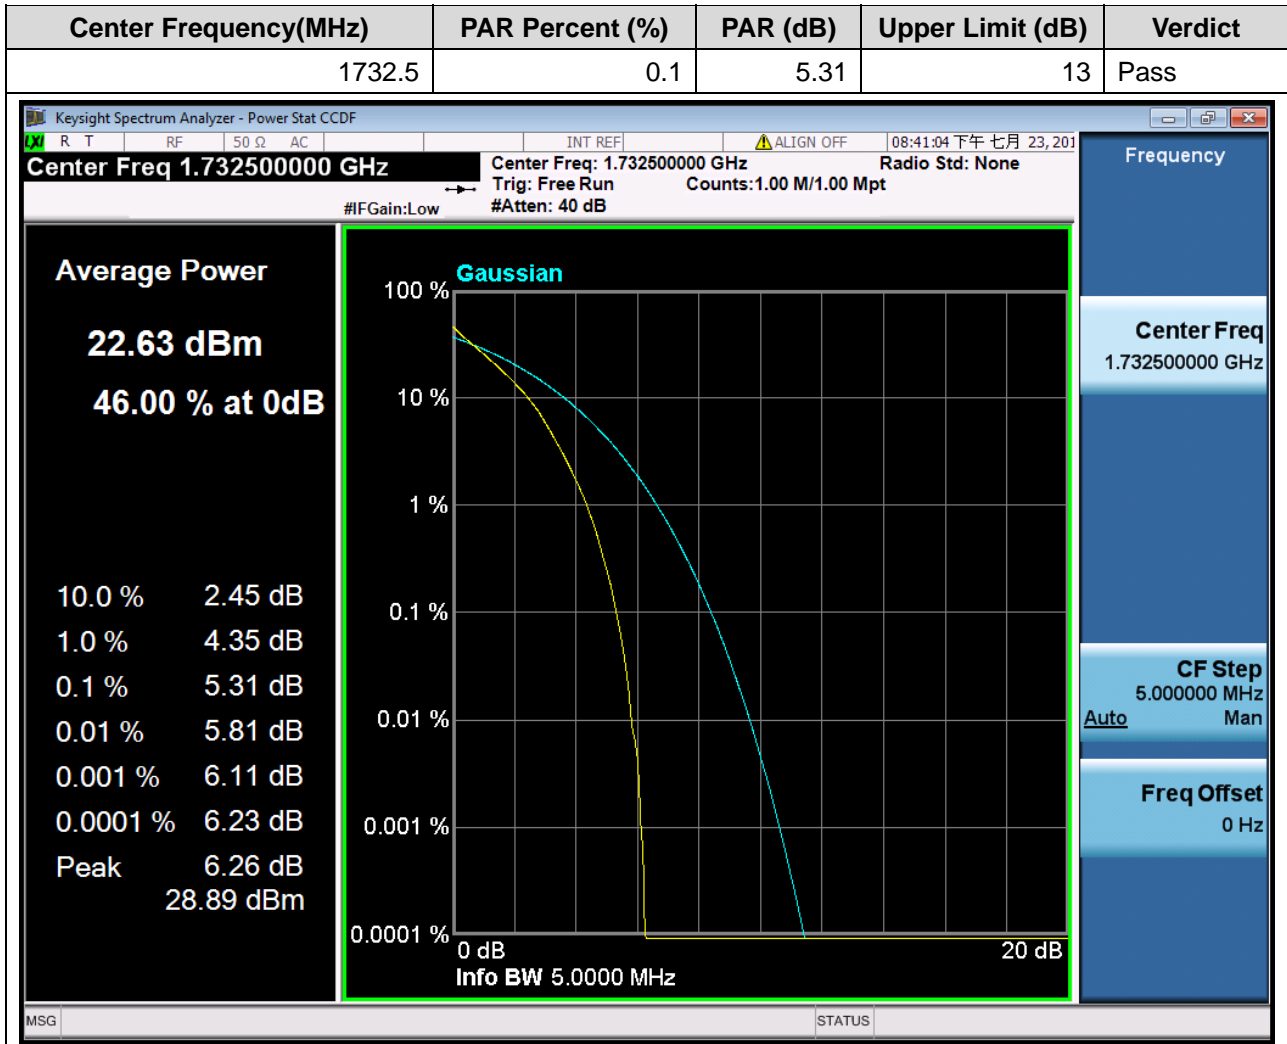 Center Frequency(MHz) PAR Percent (%) PAR (dB) Upper Limit (dB) Verdict
1732.5 0.1 5.31 13 Pass
Keysight Spectrum Analyzer - Power Stat CCDF
LXI R T RF 50 Ω AC INT REF ALIGN OFF 08:41:04 下午 七月 23, 201
Center Freq 1.732500000 GHz
Center Freq: 1.732500000 GHz Radio Std: None
Trig: Free Run Counts:1.00 M/1.00 Mpt
#IFGain:Low #Atten: 40 dB
Average Power
22.63 dBm
46.00 % at 0dB
10.0 % 2.45 dB
1.0 % 4.35 dB
0.1 % 5.31 dB
0.01 % 5.81 dB
0.001 % 6.11 dB
0.0001 % 6.23 dB
Peak 6.26 dB
28.89 dBm
Gaussian
100 %
10 %
1 %
0.1 %
0.01 %
0.001 %
0.0001 %
0 dB 20 dB
Info BW 5.0000 MHz
Frequency
Center Freq
1.732500000 GHz
CF Step
5.000000 MHz
Auto Man
Freq Offset
0 Hz
MSG STATUS